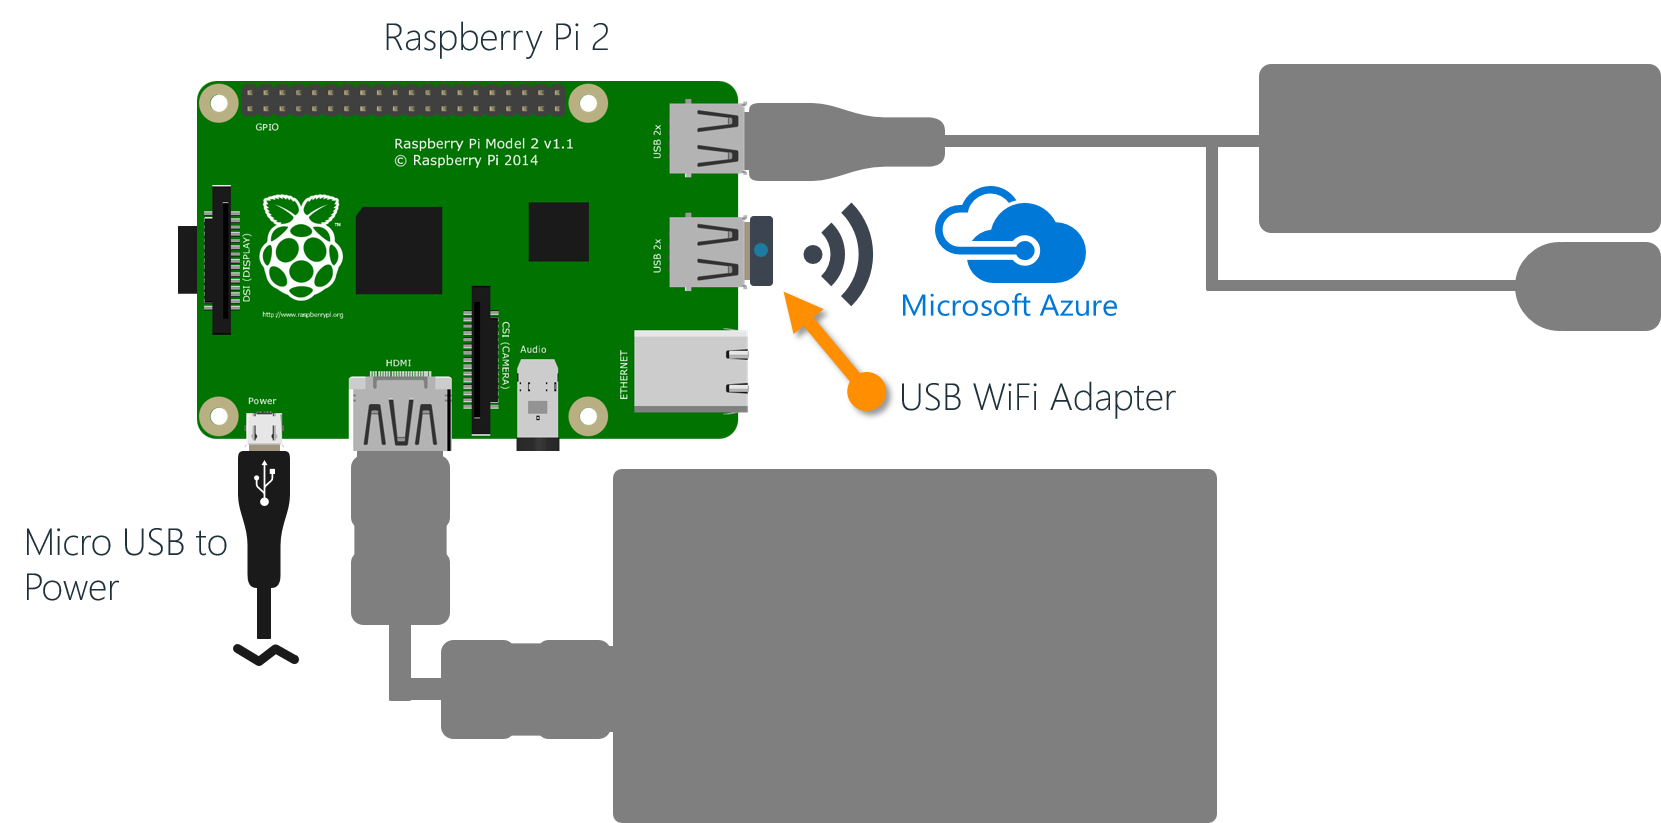 Raspberry Pi 2
GPIO
Raspberry Pi Model 2 v1.1
© Raspberry Pi 2014
USB 2x
DSI (DISPLAY)
TM
http://www.raspberrypi.org
USB 2x
Microsoft Azure
CSI (CAMERA)
Audio
ETHERNET
HDMI
Power
USB WiFi Adapter
Micro USB to
Power